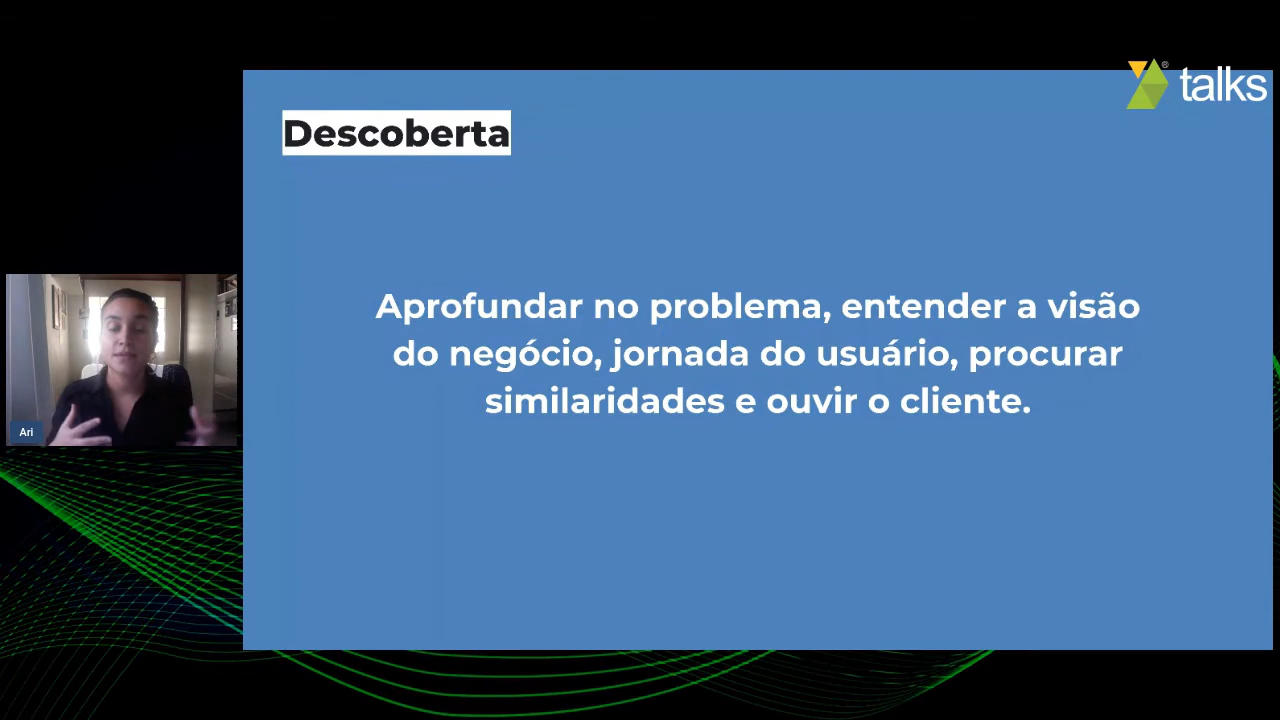 talks
Descoberta
Aprofundar no problema, entender a visão
do negócio, jornada do usuário, procurar
similaridades e ouvir o cliente.
Ari